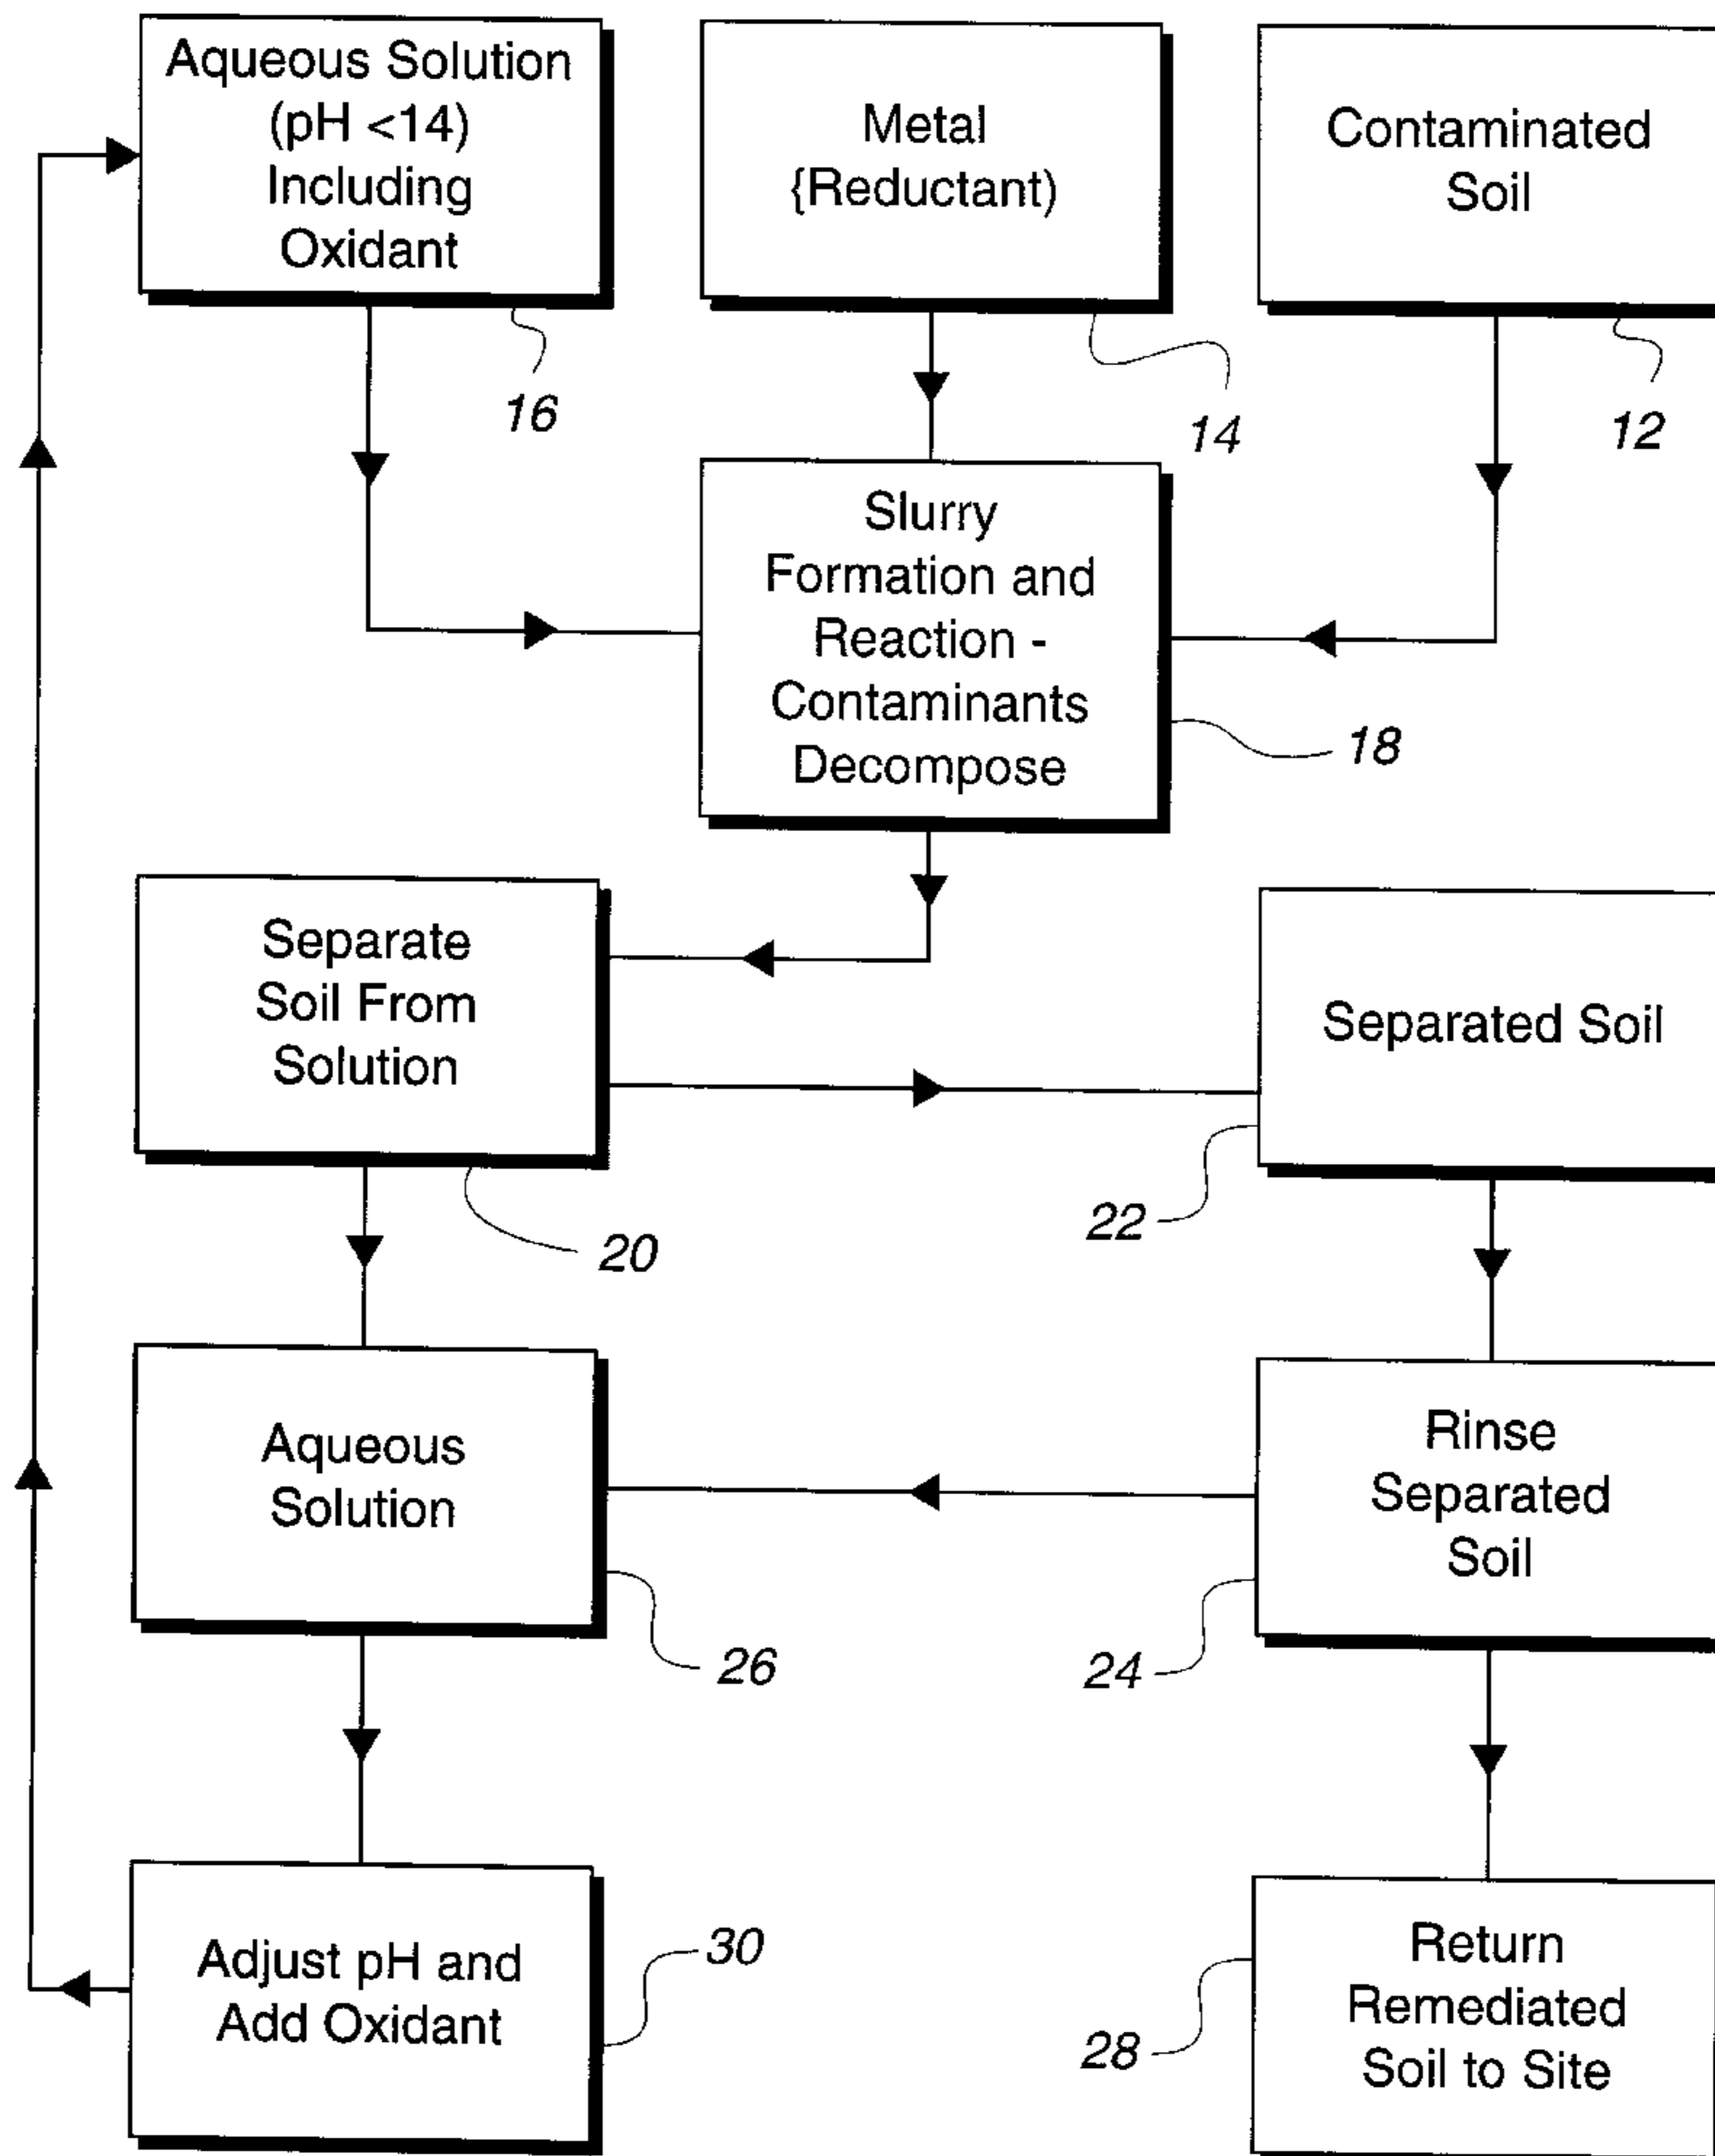 Aqueous Solution
(pH <14)
Including
Oxidant
16
Metal
{Reductant)
14
Contaminated
Soil
12
Slurry
Formation and
Reaction -
Contaminants
Decompose
18
Separate
Soil From
Solution
20
Separated Soil
22
Aqueous
Solution
26
Rinse
Separated
Soil
24
Adjust pH and
Add Oxidant
30
Return
Remediated
Soil to Site
28